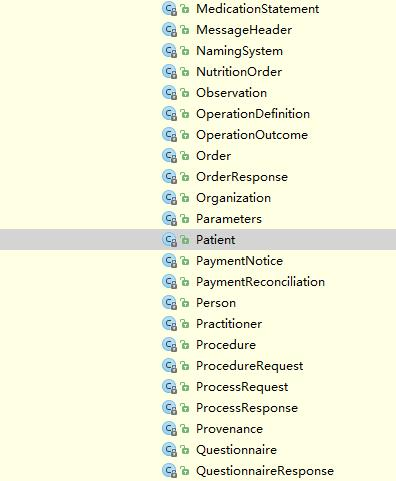 MedicationStatement
MessageHeader
NamingSystem
NutritionOrder
Observation
OperationDefinition
OperationOutcome
Order
OrderResponse
Organization
Parameters
Patient
PaymentNotice
PaymentReconciliation
Person
Practitioner
Procedure
ProcedureRequest
ProcessRequest
ProcessResponse
Provenance
Questionnaire
QuestionnaireResponse